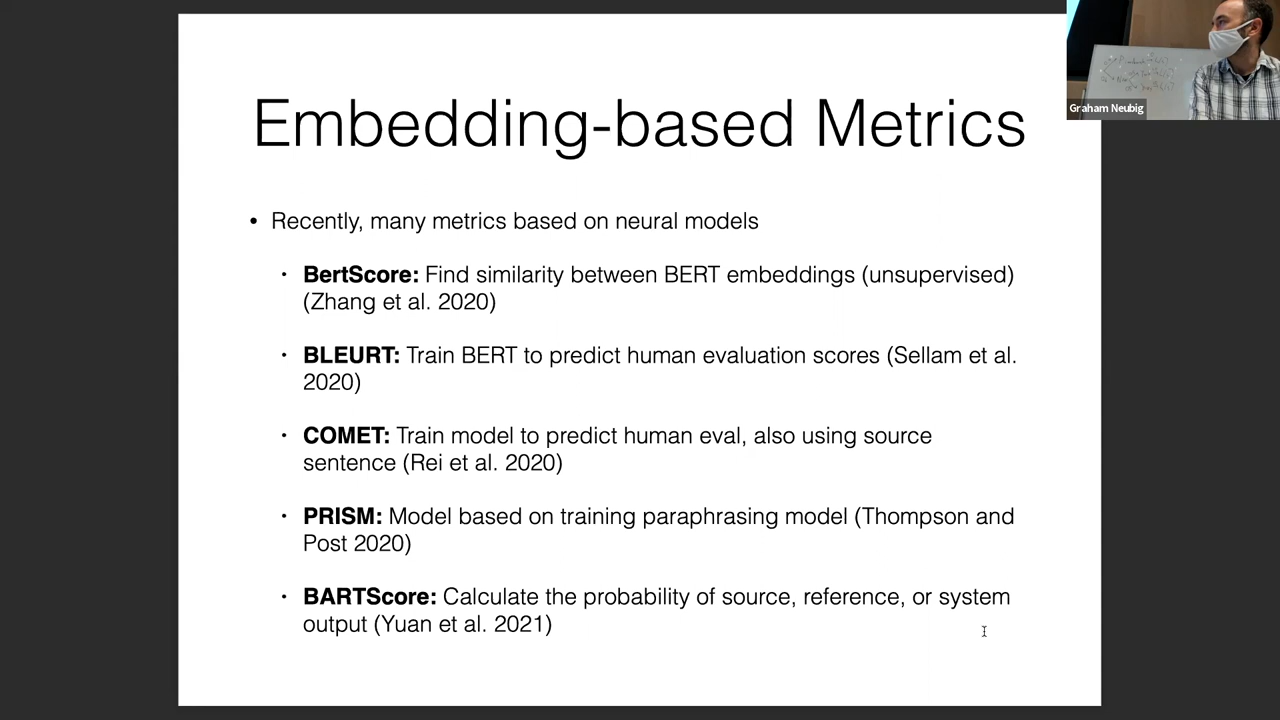 Embedding-based Metrics
Graham Neubig
• Recently, many metrics based on neural models
• BertScore: Find similarity between BERT embeddings (unsupervised)
(Zhang et al. 2020)
• BLEURT: Train BERT to predict human evaluation scores (Sellam et al.
2020)
• COMET: Train model to predict human eval, also using source
sentence (Rei et al. 2020)
• PRISM: Model based on training paraphrasing model (Thompson and
Post 2020)
• BARTScore: Calculate the probability of source, reference, or system
output (Yuan et al. 2021)